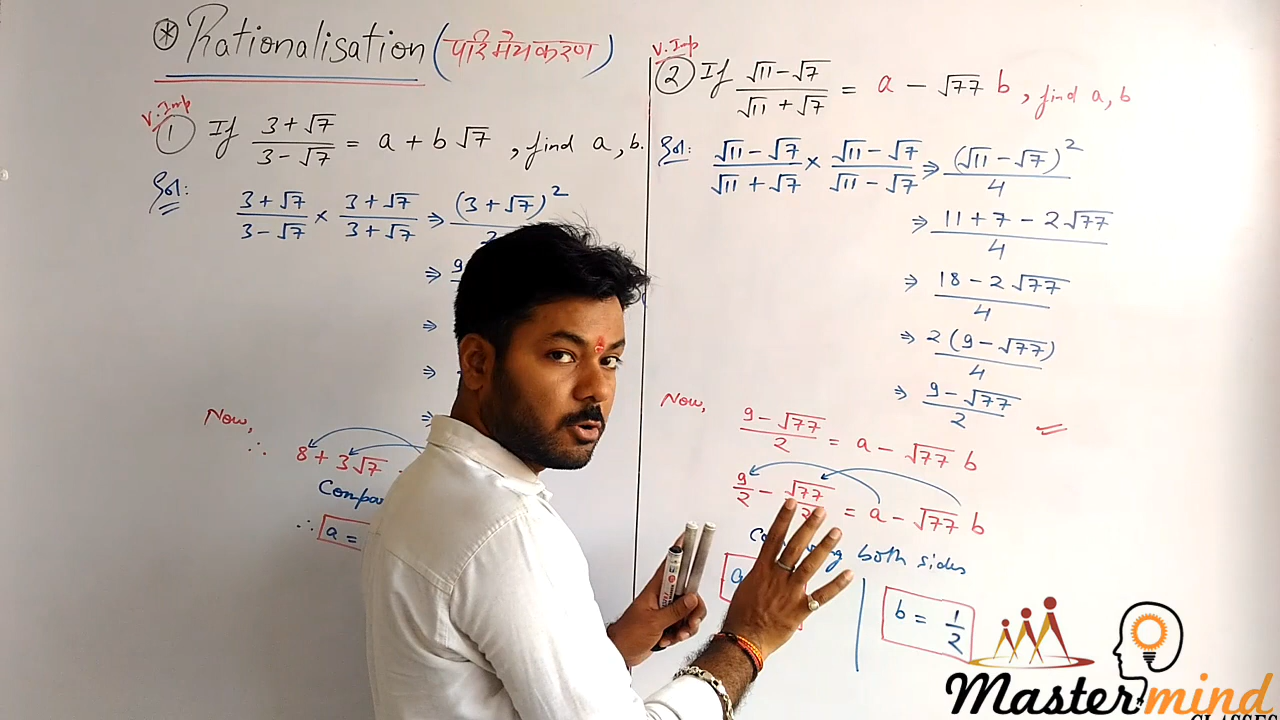 * Rationalisation (परिमेयकरण)
V. Imp
① If (3+√7)/(3-√7) = a + b√7 , find a, b.
Sol:
(3+√7)/(3-√7) × (3+√7)/(3+√7) ⇒ (3+√7)²
⇒ 9
⇒
⇒
⇒
Now,
∴ 8 + 3√7
∴ a =
V. Imp
② If (√11-√7)/(√11+√7) = a - √77 b , find a, b
Sol:
(√11-√7)/(√11+√7) × (√11-√7)/(√11-√7) ⇒ (√11-√7)²/4
⇒ (11+7-2√77)/4
⇒ (18-2√77)/4
⇒ 2(9-√77)/4
⇒ (9-√77)/2
Now, (9-√77)/2 = a - √77 b
9/2 - √77/2 = a - √77 b
both sides
b = 1/2
Mastermind
CLASSES